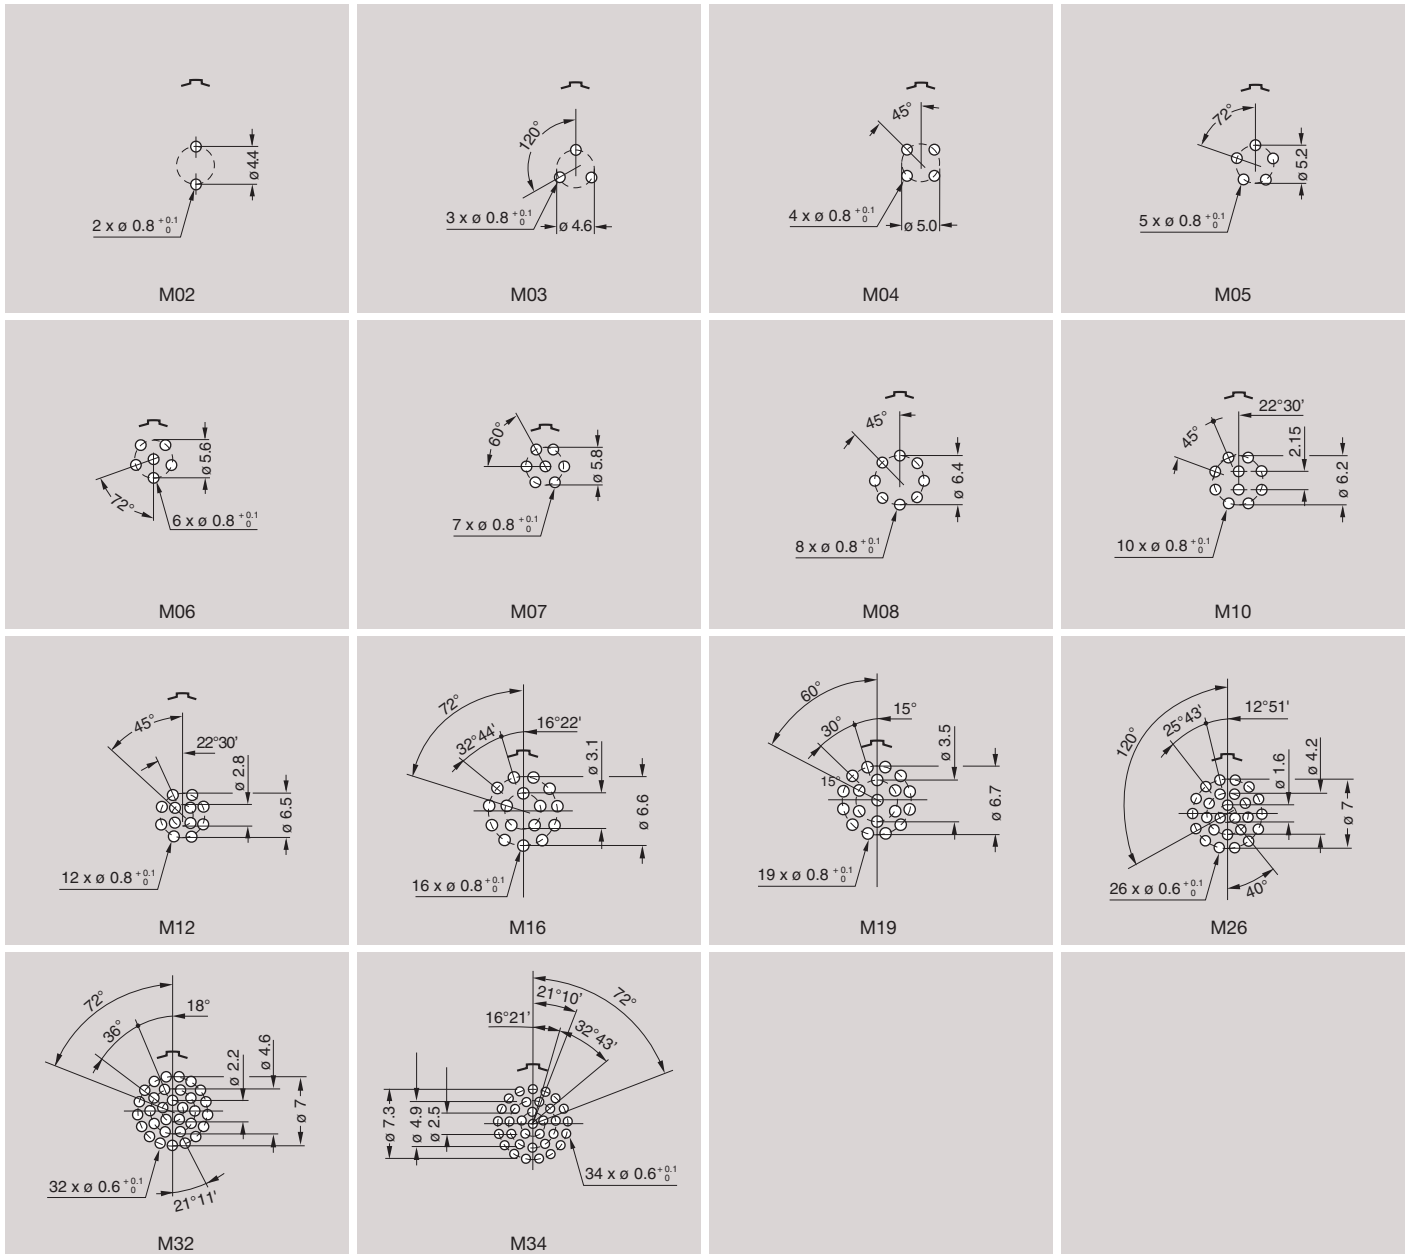 ø 4.4
2 x ø 0.8 +0.1 0
M02
120°
3 x ø 0.8 +0.1 0
ø 4.6
M03
45°
4 x ø 0.8 +0.1 0
ø 5.0
M04
72°
ø 5.2
5 x ø 0.8 +0.1 0
M05
ø 5.6
72°
6 x ø 0.8 +0.1 0
M06
60°
ø 5.8
7 x ø 0.8 +0.1 0
M07
45°
ø 6.4
8 x ø 0.8 +0.1 0
M08
22°30'
45°
2.15
ø 6.2
10 x ø 0.8 +0.1 0
M10
45°
22°30'
ø 2.8
ø 6.5
12 x ø 0.8 +0.1 0
M12
72°
16°22'
32°44'
ø 3.1
ø 6.6
16 x ø 0.8 +0.1 0
M16
60°
15°
30°
ø 3.5
15°
ø 6.7
19 x ø 0.8 +0.1 0
M19
12°51'
25°43'
120°
ø 4.2
ø 1.6
ø 7
26 x ø 0.6 +0.1 0
40°
M26
72°
18°
36°
ø 4.6
ø 2.2
ø 7
32 x ø 0.6 +0.1 0
21°11'
M32
21°10'
72°
16°21'
32°43'
ø 7.3
ø 4.9
ø 2.5
34 x ø 0.6 +0.1 0
M34